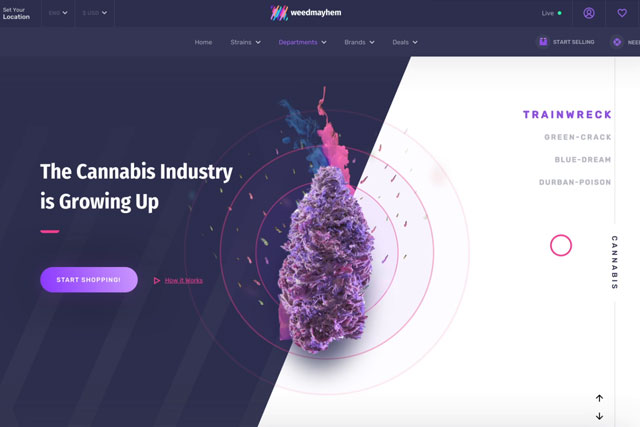 Set Your
Location
ENG
$ USD
weedmayhem
Live
Home
Strains
Departments
Brands
Deals
START SELLING
NEE
The Cannabis Industry
is Growing Up
START SHOPPING!
How it Works
TRAINWRECK
GREEN-CRACK
BLUE-DREAM
DURBAN-POISON
CANNABIS